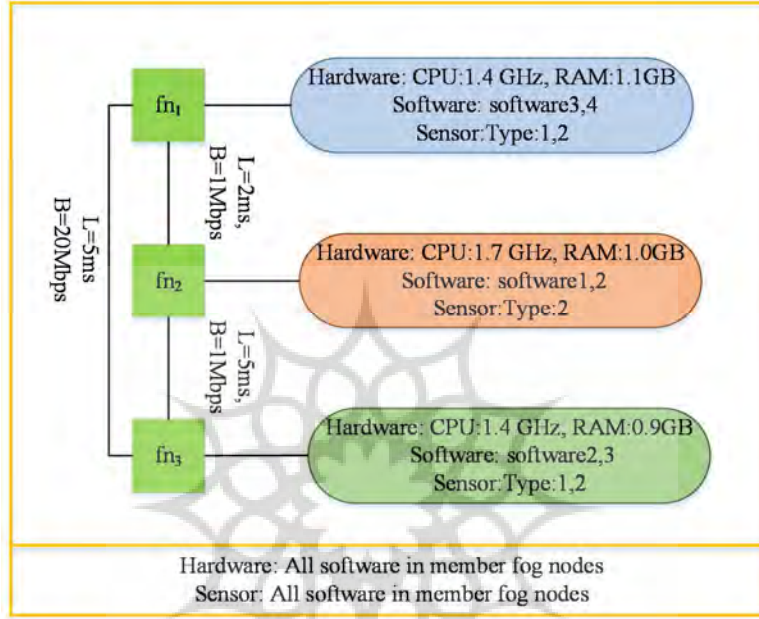 fn1
Hardware: CPU:1.4 GHz, RAM:1.1GB
Software: software3,4
Sensor:Type:1,2
L=2ms,
B=1Mbps
L=5ms
B=20Mbps
fn2
Hardware: CPU:1.7 GHz, RAM:1.0GB
Software: software1,2
Sensor:Type:2
L=5ms,
B=1Mbps
fn3
Hardware: CPU:1.4 GHz, RAM:0.9GB
Software: software2,3
Sensor:Type:1,2
Hardware: All software in member fog nodes
Sensor: All software in member fog nodes